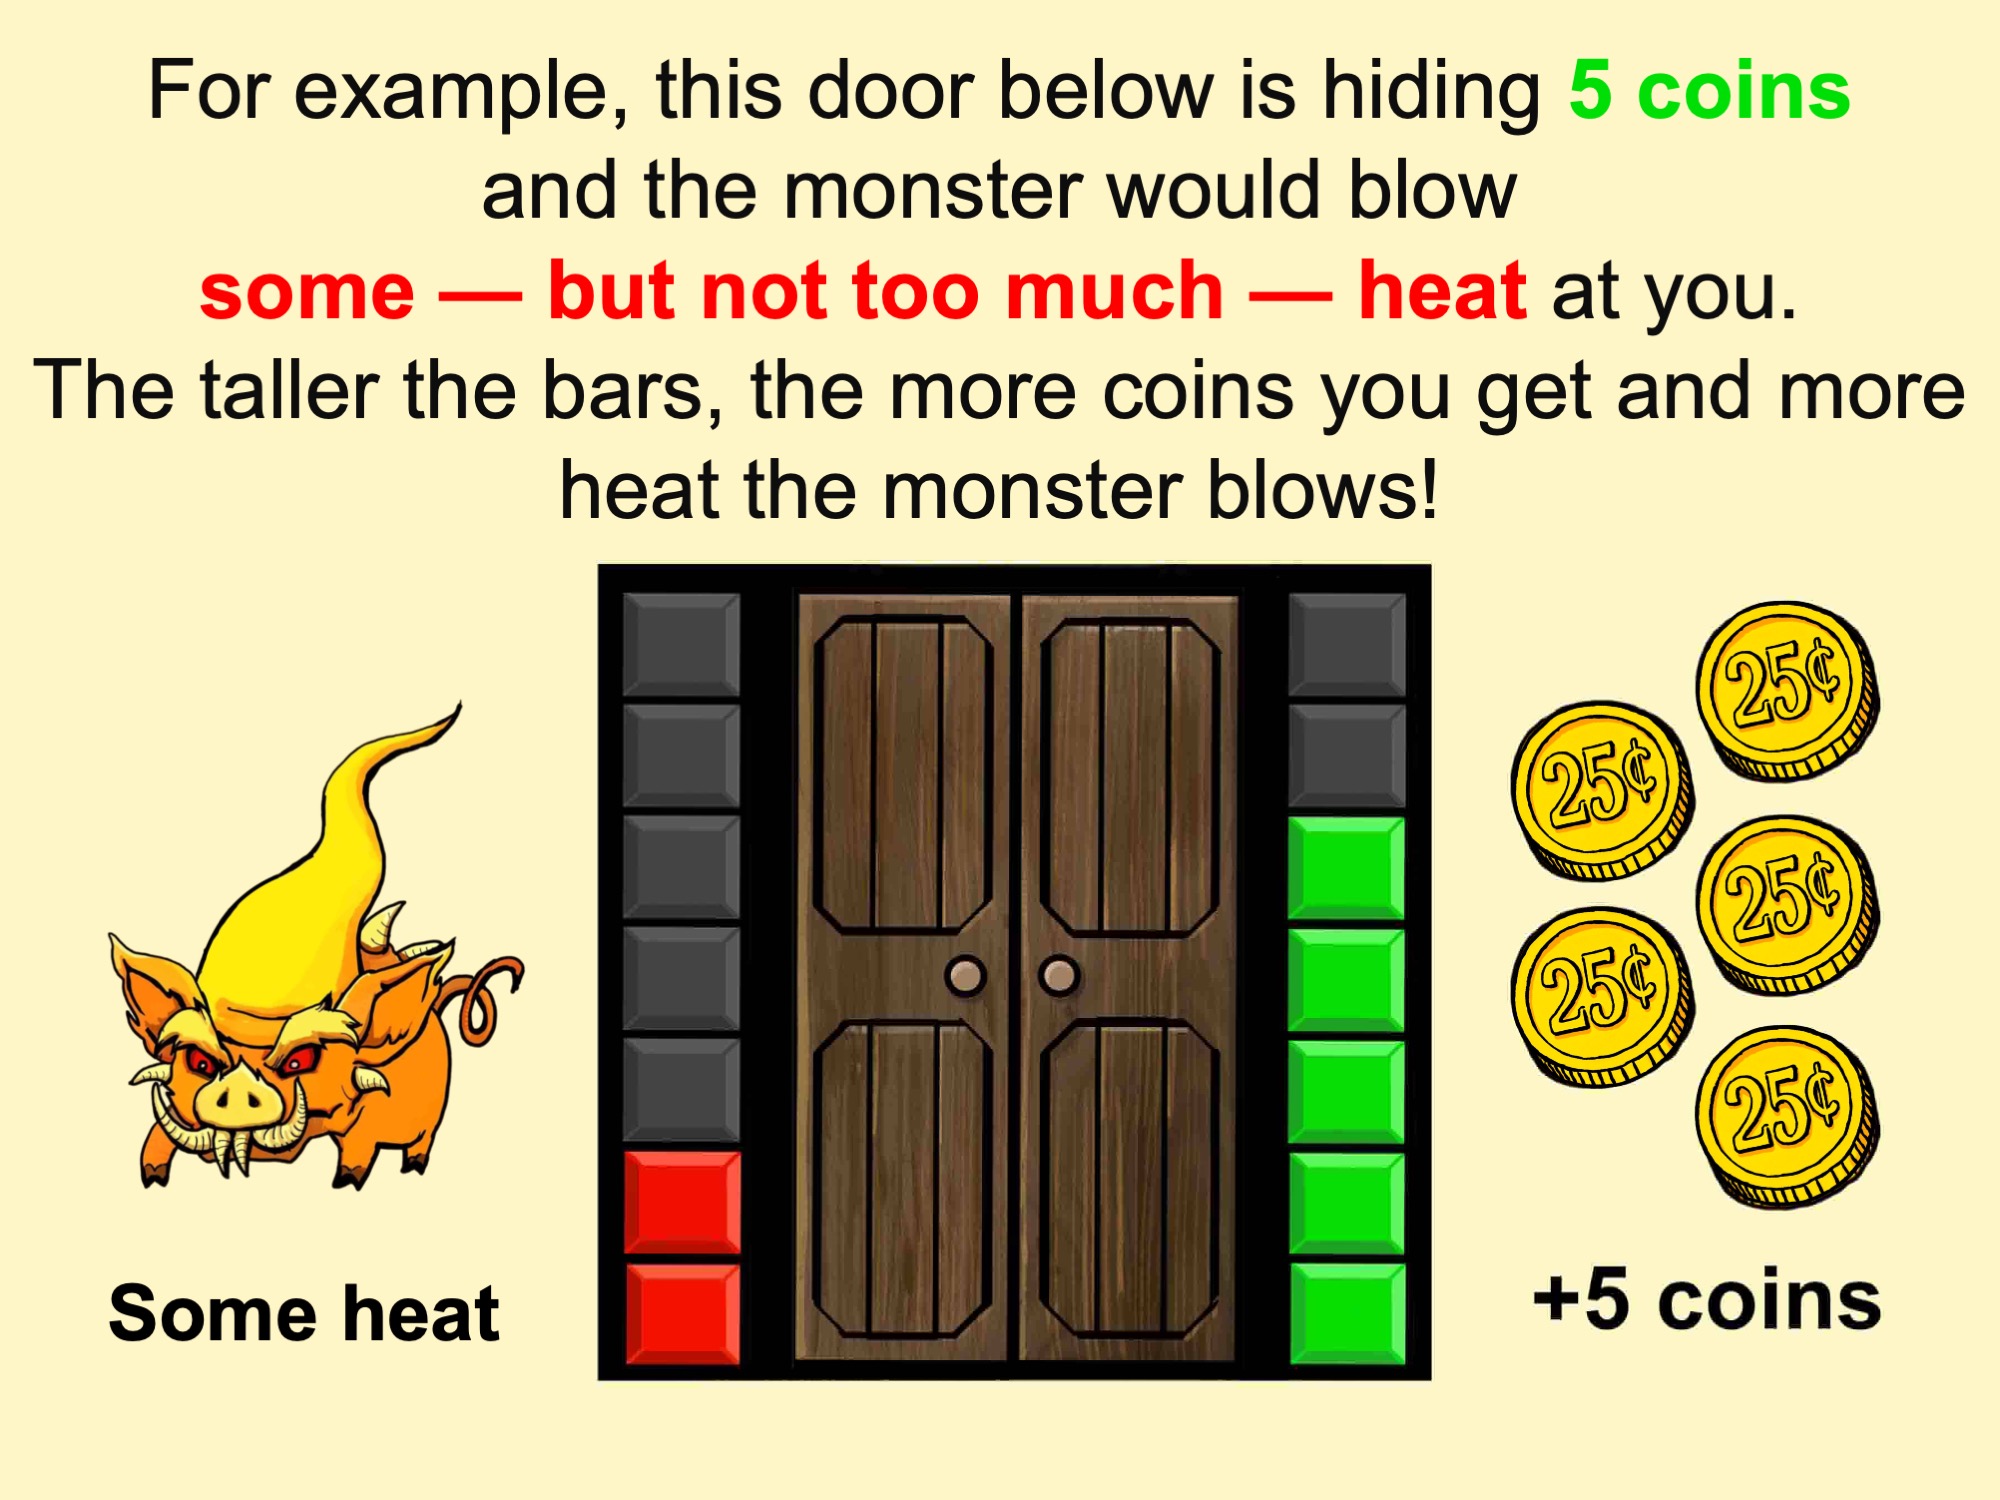 For example, this door below is hiding 5 coins
and the monster would blow
some — but not too much — heat at you.
The taller the bars, the more coins you get and more
heat the monster blows!
25¢
25¢
25¢
25¢
25¢
Some heat
+5 coins